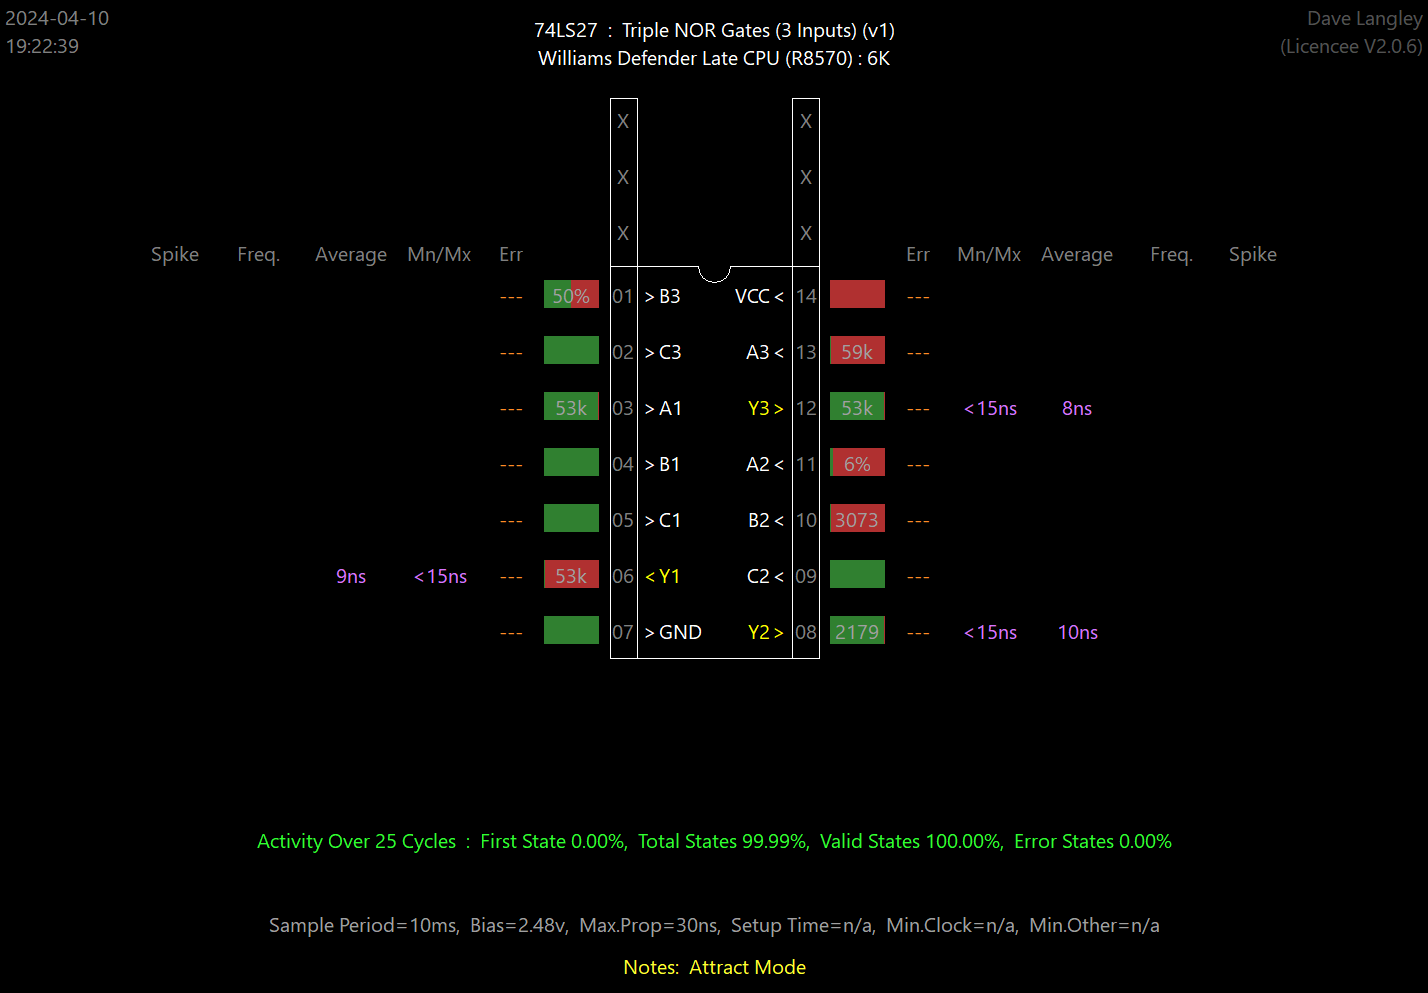 2024-04-10
19:22:39
74LS27 : Triple NOR Gates (3 Inputs) (v1)
Williams Defender Late CPU (R8570) : 6K
Dave Langley
(Licencee V2.0.6)
X X
X X
X X
Spike Freq. Average Mn/Mx Err Err Mn/Mx Average Freq. Spike
--- 50% 01 > B3 VCC < 14 ---
--- 02 > C3 A3 < 13 59k ---
--- 53k 03 > A1 Y3 > 12 53k --- <15ns 8ns
--- 04 > B1 A2 < 11 6% ---
--- 05 > C1 B2 < 10 3073 ---
9ns <15ns --- 53k 06 < Y1 C2 < 09 ---
--- 07 > GND Y2 > 08 2179 --- <15ns 10ns
Activity Over 25 Cycles : First State 0.00%, Total States 99.99%, Valid States 100.00%, Error States 0.00%
Sample Period=10ms, Bias=2.48v, Max.Prop=30ns, Setup Time=n/a, Min.Clock=n/a, Min.Other=n/a
Notes: Attract Mode